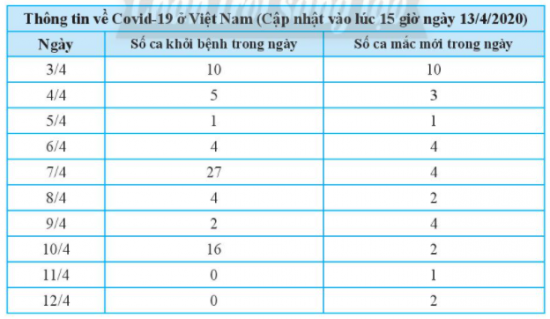 Thông tin về Covid-19 ở Việt Nam (Cập nhật vào lúc 15 giờ ngày 13/4/2020)
Ngày Số ca khỏi bệnh trong ngày Số ca mắc mới trong ngày
3/4 10 10
4/4 5 3
5/4 1 1
6/4 4 4
7/4 27 4
8/4 4 2
9/4 2 4
10/4 16 2
11/4 0 1
12/4 0 2